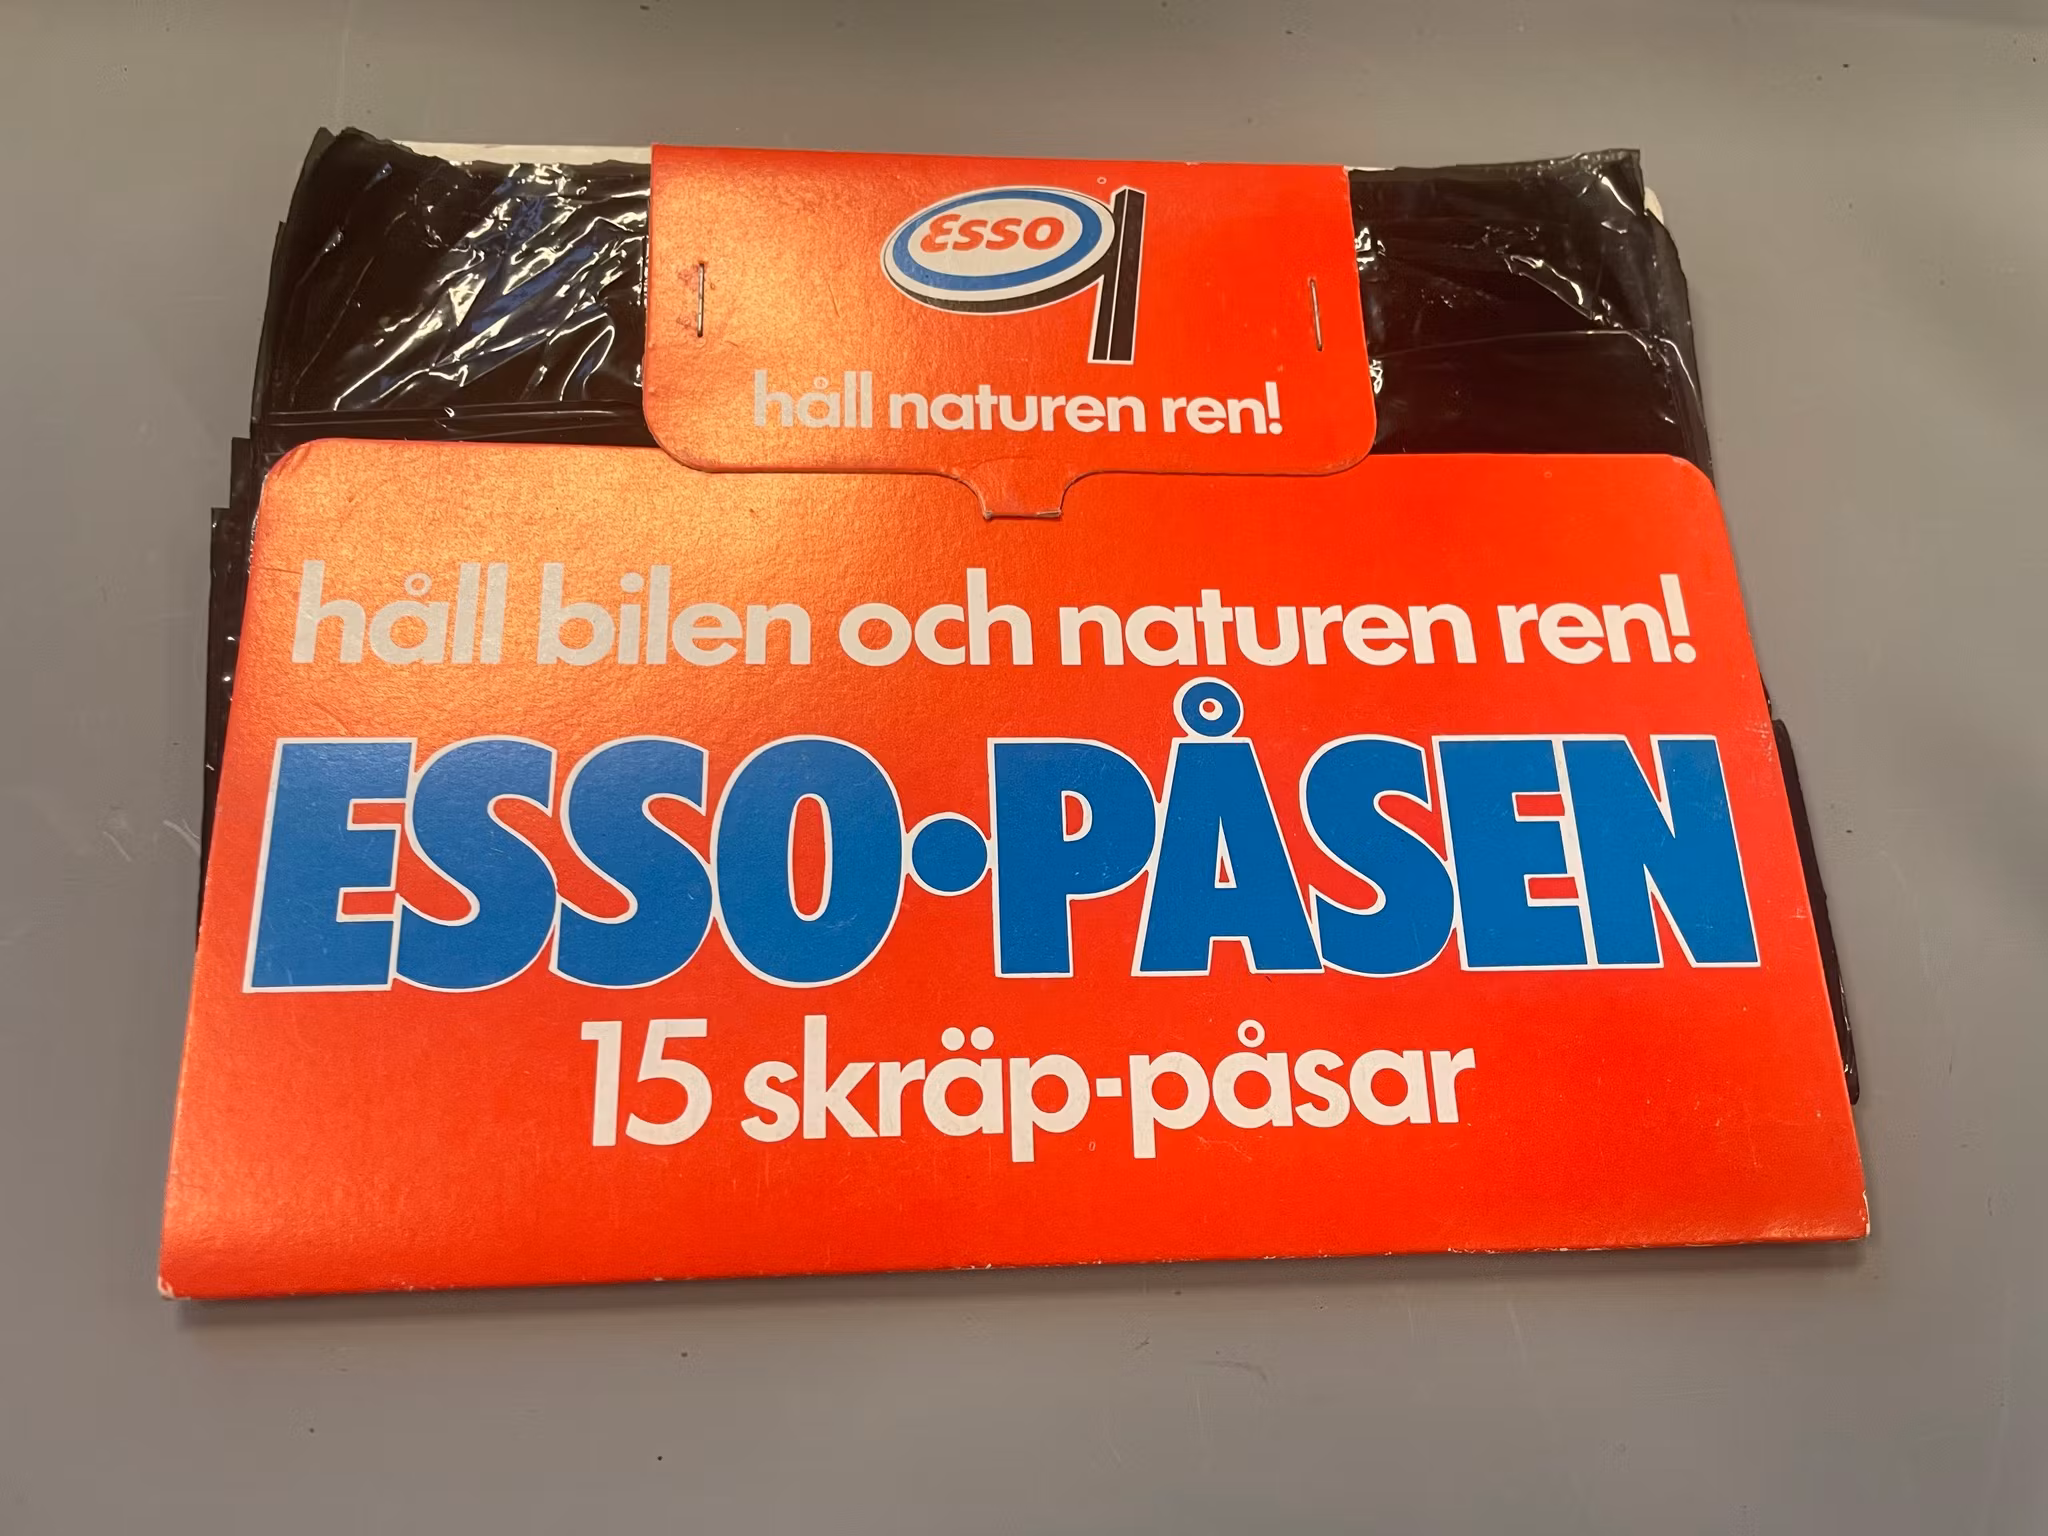 Esso
håll naturen ren!
håll bilen och naturen ren!
ESSO•PÅSEN
15 skräp-påsar